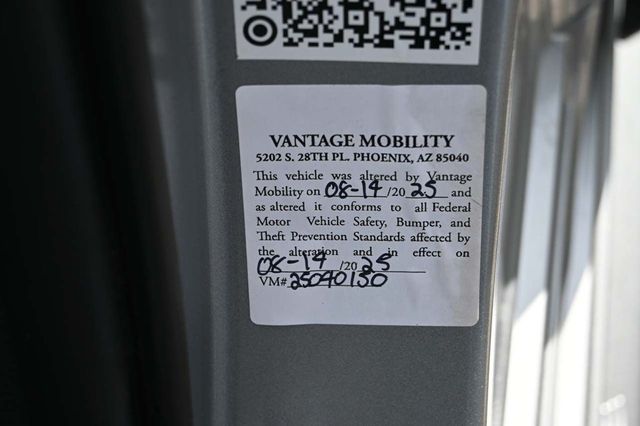 VANTAGE MOBILITY
5202 S. 28TH PL. PHOENIX, AZ 85040
This vehicle was altered by Vantage
Mobility on 08-14/2025 and
as altered it conforms to all Federal
Motor Vehicle Safety, Bumper, and
Theft Prevention Standards affected by
the alteration and in effect on
08-14/2025
VM#25040130